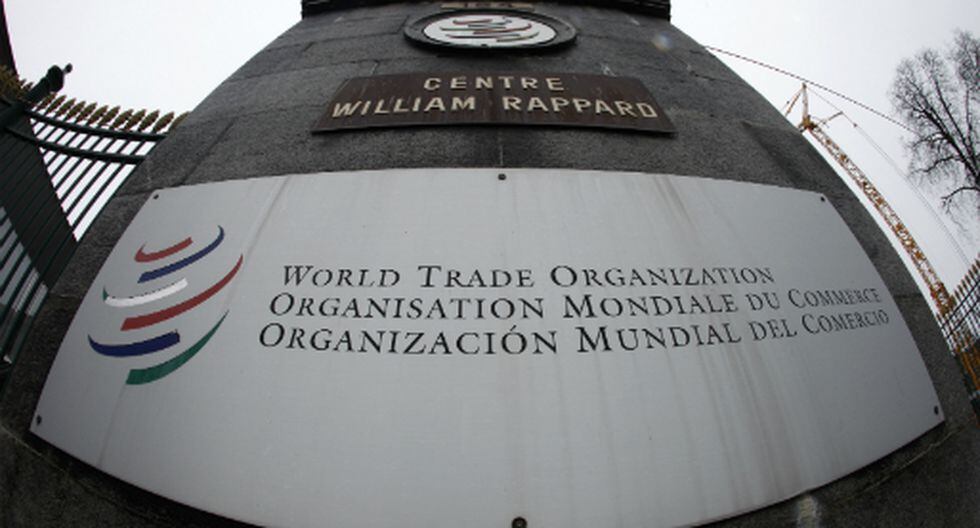 CENTRE
WILLIAM RAPPARD
WORLD TRADE ORGANIZATION
ORGANISATION MONDIALE DU COMMERCE
ORGANIZACIÓN MUNDIAL DEL COMERCIO